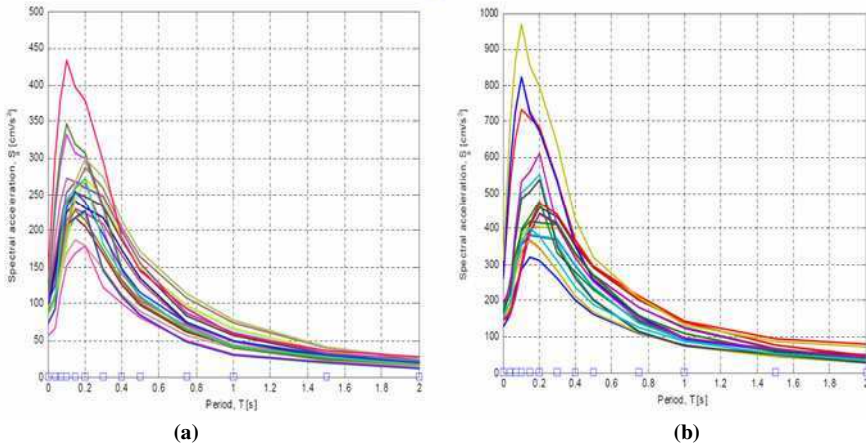 500
450
400
350
300
250
200
150
100
50
0
Spectral acceleration, S [cm/s²]
a
0 0.2 0.4 0.6 0.8 1 1.2 1.4 1.6 1.8 2
Period, T[s]
(a)
1000
900
800
700
600
500
400
300
200
100
0
Spectral acceleration, S [cm/s²]
a
0 0.2 0.4 0.6 0.8 1 1.2 1.4 1.6 1.8 2
Period, T[s]
(b)